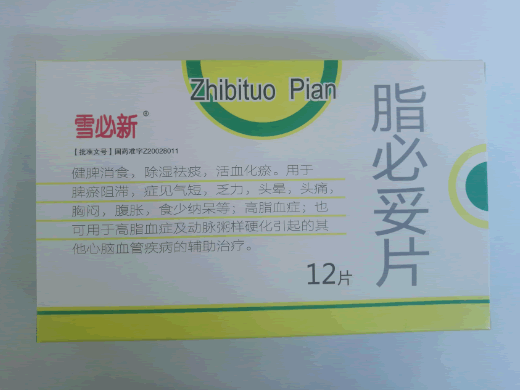 Zhibituo Pian
脂必妥片
雪必新®
【批准文号】国药准字Z20028011
健脾消食，除湿祛痰，活血化瘀。用于
脾瘀阻滞，症见气短，乏力，头晕，头痛，
胸闷，腹胀，食少纳呆等；高脂血症；也
可用于高脂血症及动脉粥样硬化引起的其
他心脑血管疾病的辅助治疗。
12片